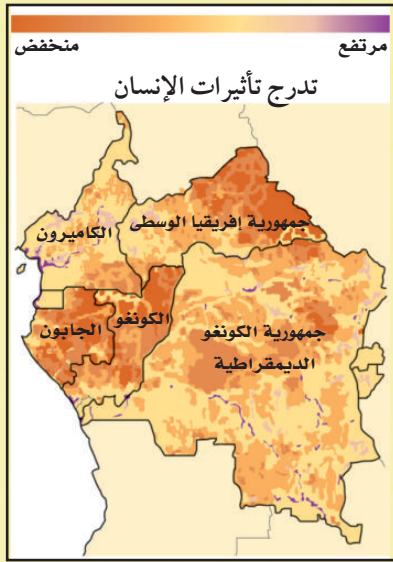 مرتفع
منخفض
تدرج تأثيرات الإنسان
جمهورية إفريقيا الوسطى
الكاميرون
الكونغو
الجابون
جمهورية الكونغو
الديمقراطية